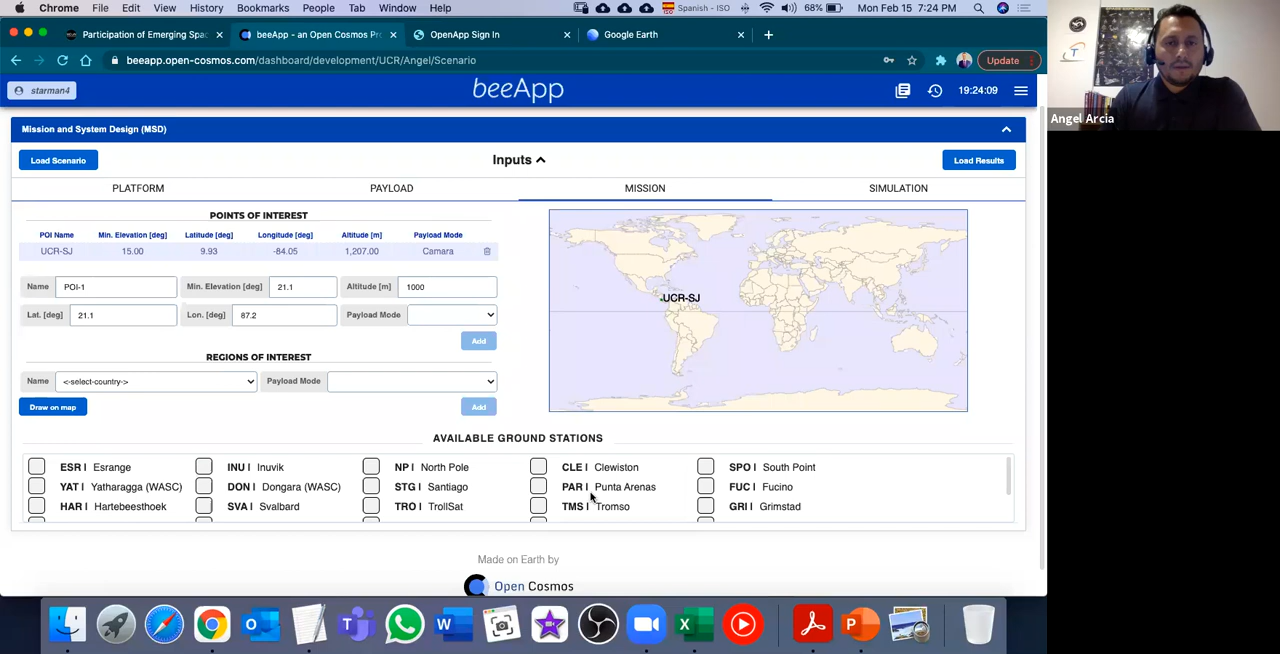 Chrome File Edit View History Bookmarks People Tab Window Help Spanish - ISO 68% Mon Feb 15 7:24 PM
Participation of Emerging Spac beeApp - an Open Cosmos Pro OpenApp Sign In Google Earth
beeapp.open-cosmos.com/dashboard/development/UCR/Angel/Scenario Update
starman4 beeApp 19:24:09
Angel Arcia
Mission and System Design (MSD)
Load Scenario Inputs Load Results
PLATFORM PAYLOAD MISSION SIMULATION
POINTS OF INTEREST
POI Name Min. Elevation [deg] Latitude [deg] Longitude [deg] Altitude [m] Payload Mode
UCR-SJ 15.00 9.93 -84.05 1,207.00 Camara
Name POI-1 Min. Elevation [deg] 21.1 Altitude [m] 1000
UCR-SJ
Lat. [deg] 21.1 Lon. [deg] 87.2 Payload Mode
Add
REGIONS OF INTEREST
Name <-select-country-> Payload Mode
Draw on map Add
AVAILABLE GROUND STATIONS
ESR | Esrange INU | Inuvik NP | North Pole CLE | Clewiston SPO | South Point
YAT | Yatharagga (WASC) DON | Dongara (WASC) STG | Santiago PAR | Punta Arenas FUC | Fucino
HAR | Hartebeesthoek SVA | Svalbard TRO | TrollSat TMS | Tromso GRI | Grimstad
Made on Earth by
Open Cosmos